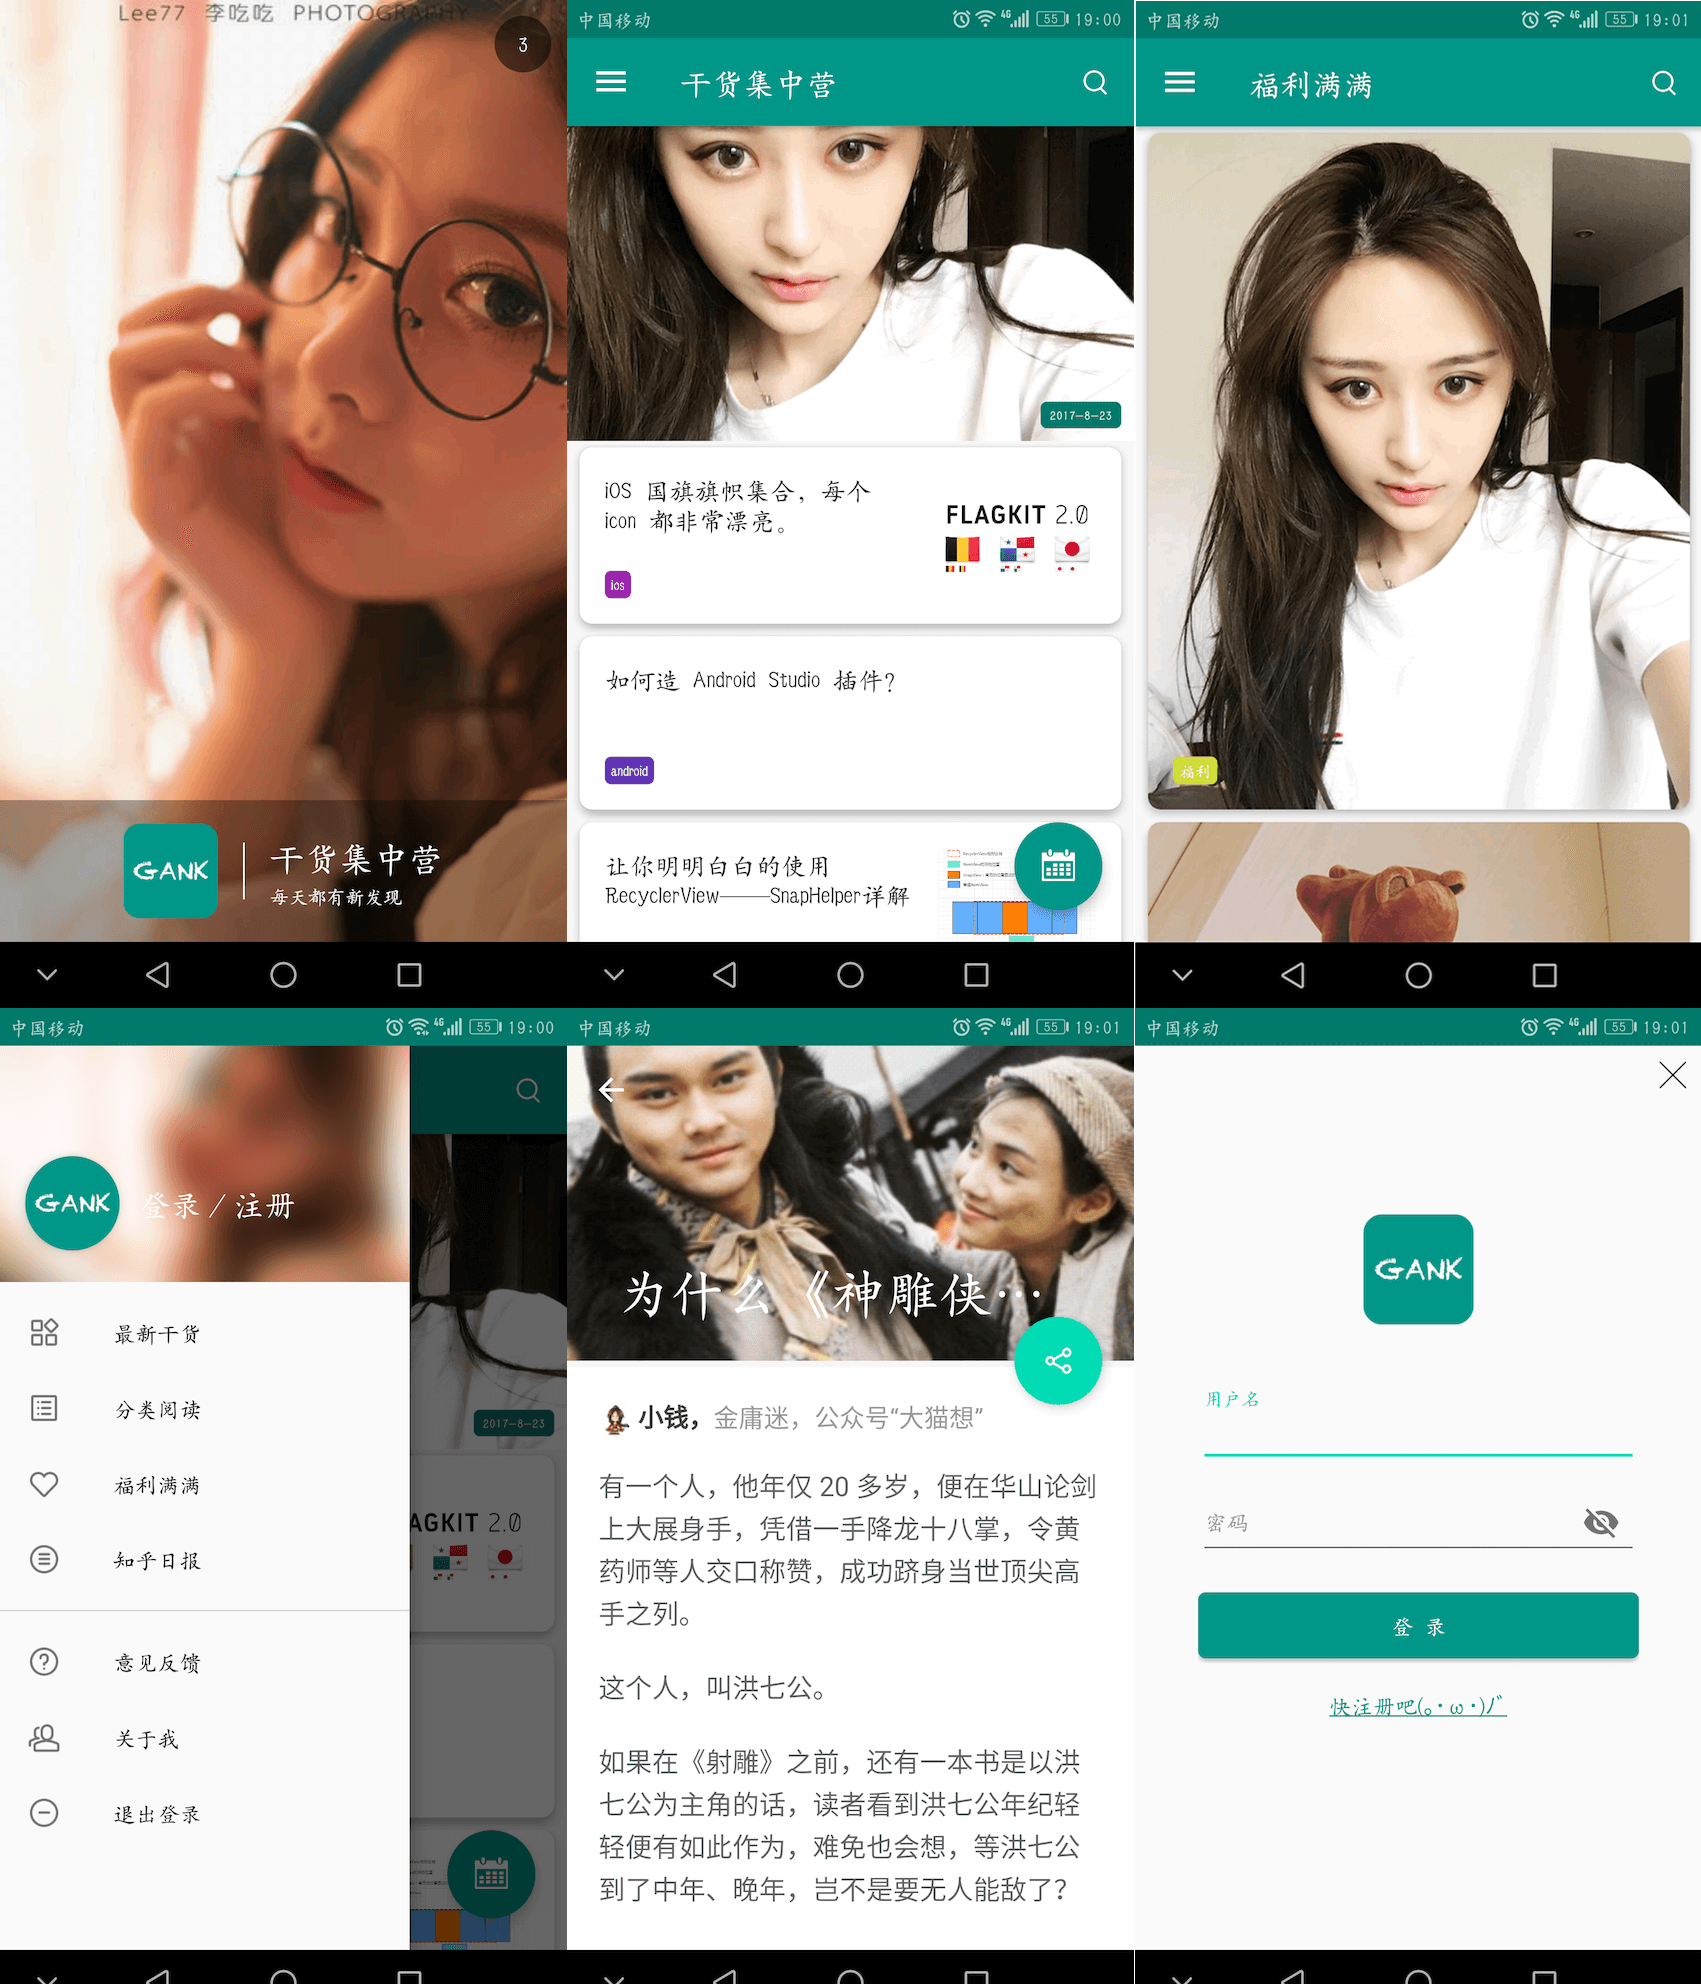 Lee77 李吃吃 PHOTOGRAPHY
3
GANK
干货集中营
每天都有新发现
中国移动
4G 55 19:00
干货集中营
2017-8-23
iOS 国旗旗帜集合，每个
icon 都非常漂亮。
ios
FLAGKIT 2.0
如何造 Android Studio 插件？
android
让你明明白白的使用
RecyclerView———SnapHelper详解
中国移动
4G 55 19:01
福利满满
福利
中国移动
4G 55 19:00
GANK
登录 / 注册
最新干货
分类阅读
福利满满
知乎日报
意见反馈
关于我
退出登录
2017-8-23
AGKIT 2.0
中国移动
4G 55 19:01
为什么《神雕侠…
小钱，金庸迷，公众号“大猫想”
有一个人，他年仅 20 多岁，便在华山论剑
上大展身手，凭借一手降龙十八掌，令黄
药师等人交口称赞，成功跻身当世顶尖高
手之列。
这个人，叫洪七公。
如果在《射雕》之前，还有一本书是以洪
七公为主角的话，读者看到洪七公年纪轻
轻便有如此作为，难免也会想，等洪七公
到了中年、晚年，岂不是要无人能敌了？
中国移动
4G 55 19:01
GANK
用户名
密码
登 录
快注册吧(｡･ω･)ﾉﾞ